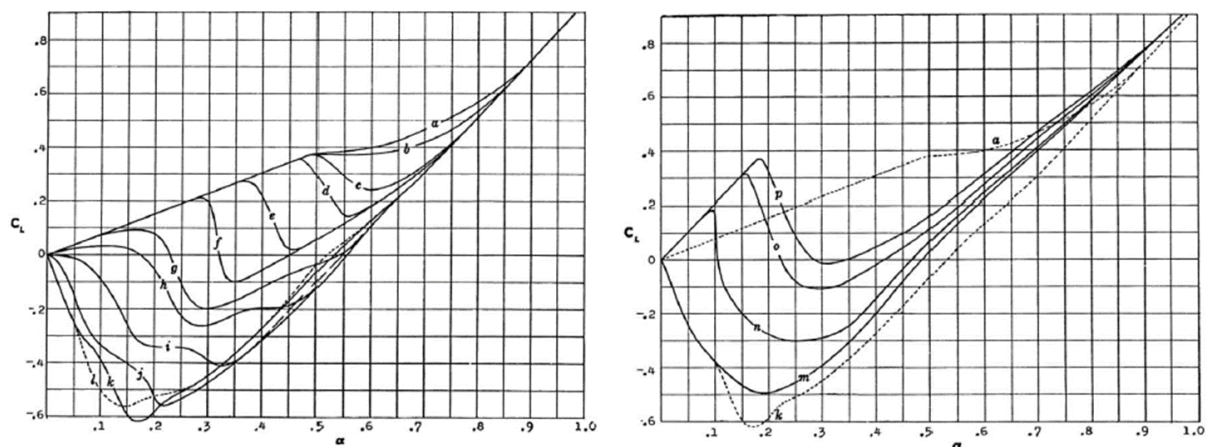 .8
.6
.4
.2
C_L
0
-.2
-.4
-.6
.1 .2 .3 .4 .5 .6 .7 .8 .9 1.0
α
a
b
c
d
e
f
g
h
i
j
k
l
.8
.6
.4
.2
C_L
0
-.2
-.4
-.6
.1 .2 .3 .4 .5 .6 .7 .8 .9 1.0
α
a
p
o
n
m
k